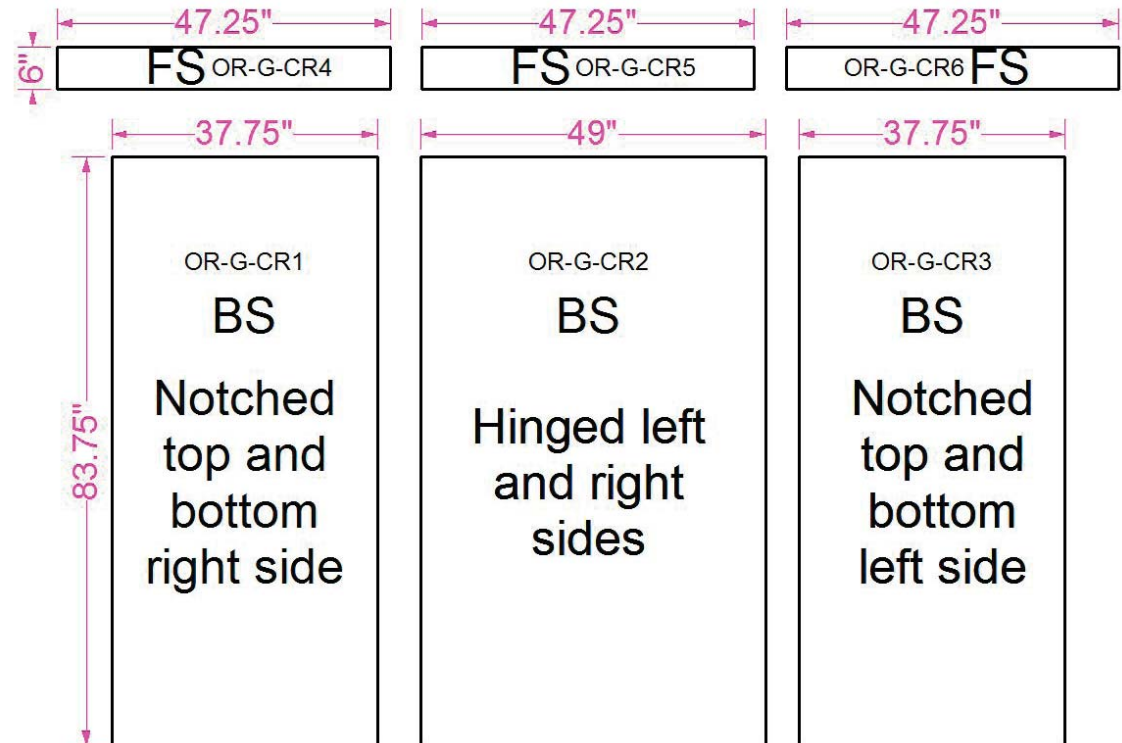 47.25" 47.25" 47.25"
6" FS OR-G-CR4 FS OR-G-CR5 OR-G-CR6 FS
37.75" 49" 37.75"
83.75"
OR-G-CR1
BS
Notched
top and
bottom
right side
OR-G-CR2
BS
Hinged left
and right
sides
OR-G-CR3
BS
Notched
top and
bottom
left side